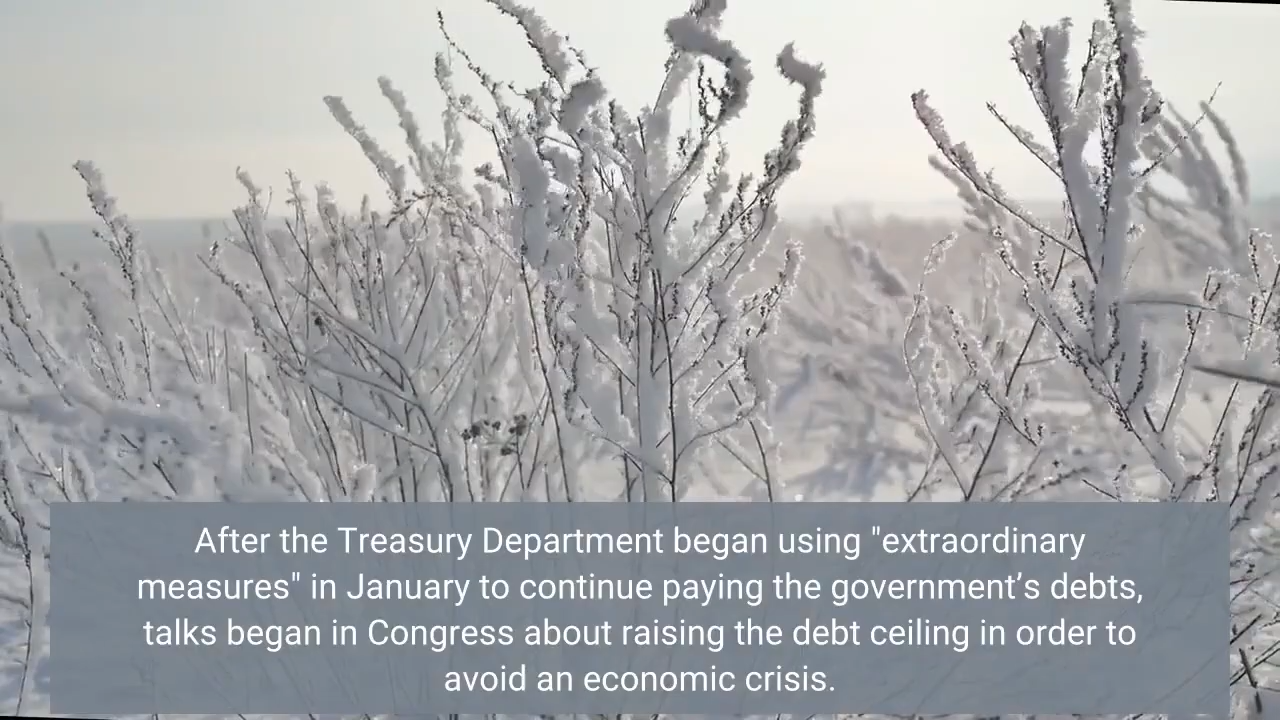 After the Treasury Department began using "extraordinary
measures" in January to continue paying the government’s debts,
talks began in Congress about raising the debt ceiling in order to
avoid an economic crisis.